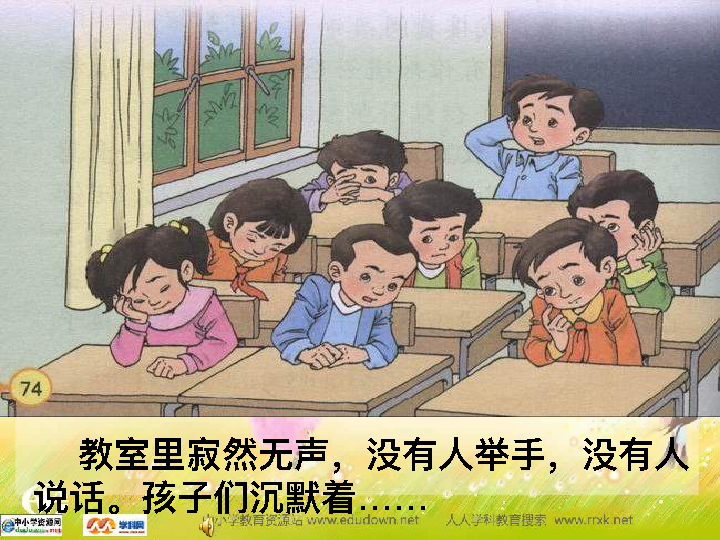 74
教室里寂然无声，没有人举手，没有人
说话。孩子们沉默着……
中小学资源网 学科网 中小学教育资源站 www.edudown.net 人人学科教育搜索 www.rrxk.net